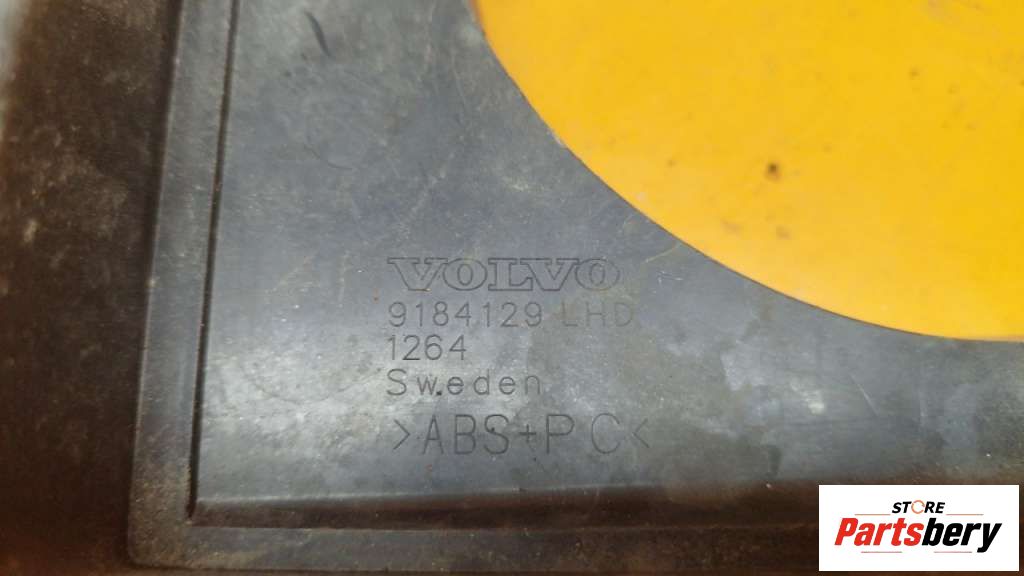 VOLVO
9184129 LHD
1264
Sweden
>ABS+PC<
STORE
Partsbery